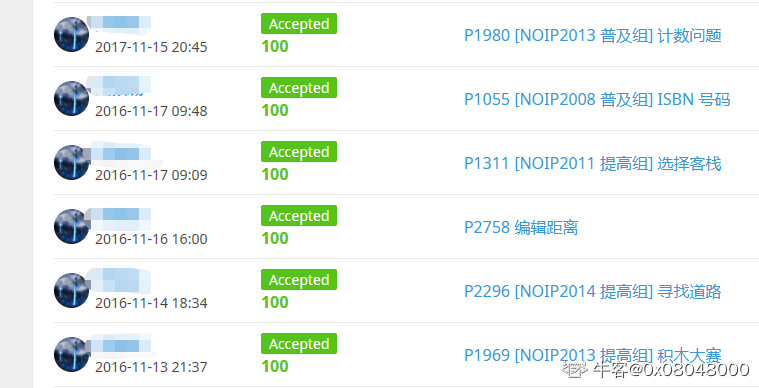 Accepted
2017-11-15 20:45
100
P1980 [NOIP2013 普及组] 计数问题
Accepted
2016-11-17 09:48
100
P1055 [NOIP2008 普及组] ISBN 号码
Accepted
2016-11-17 09:09
100
P1311 [NOIP2011 提高组] 选择客栈
Accepted
2016-11-16 16:00
100
P2758 编辑距离
Accepted
2016-11-14 18:34
100
P2296 [NOIP2014 提高组] 寻找道路
Accepted
2016-11-13 21:37
100
P1969 [NOIP2013 提高组] 积木大赛
牛客@0x08048000